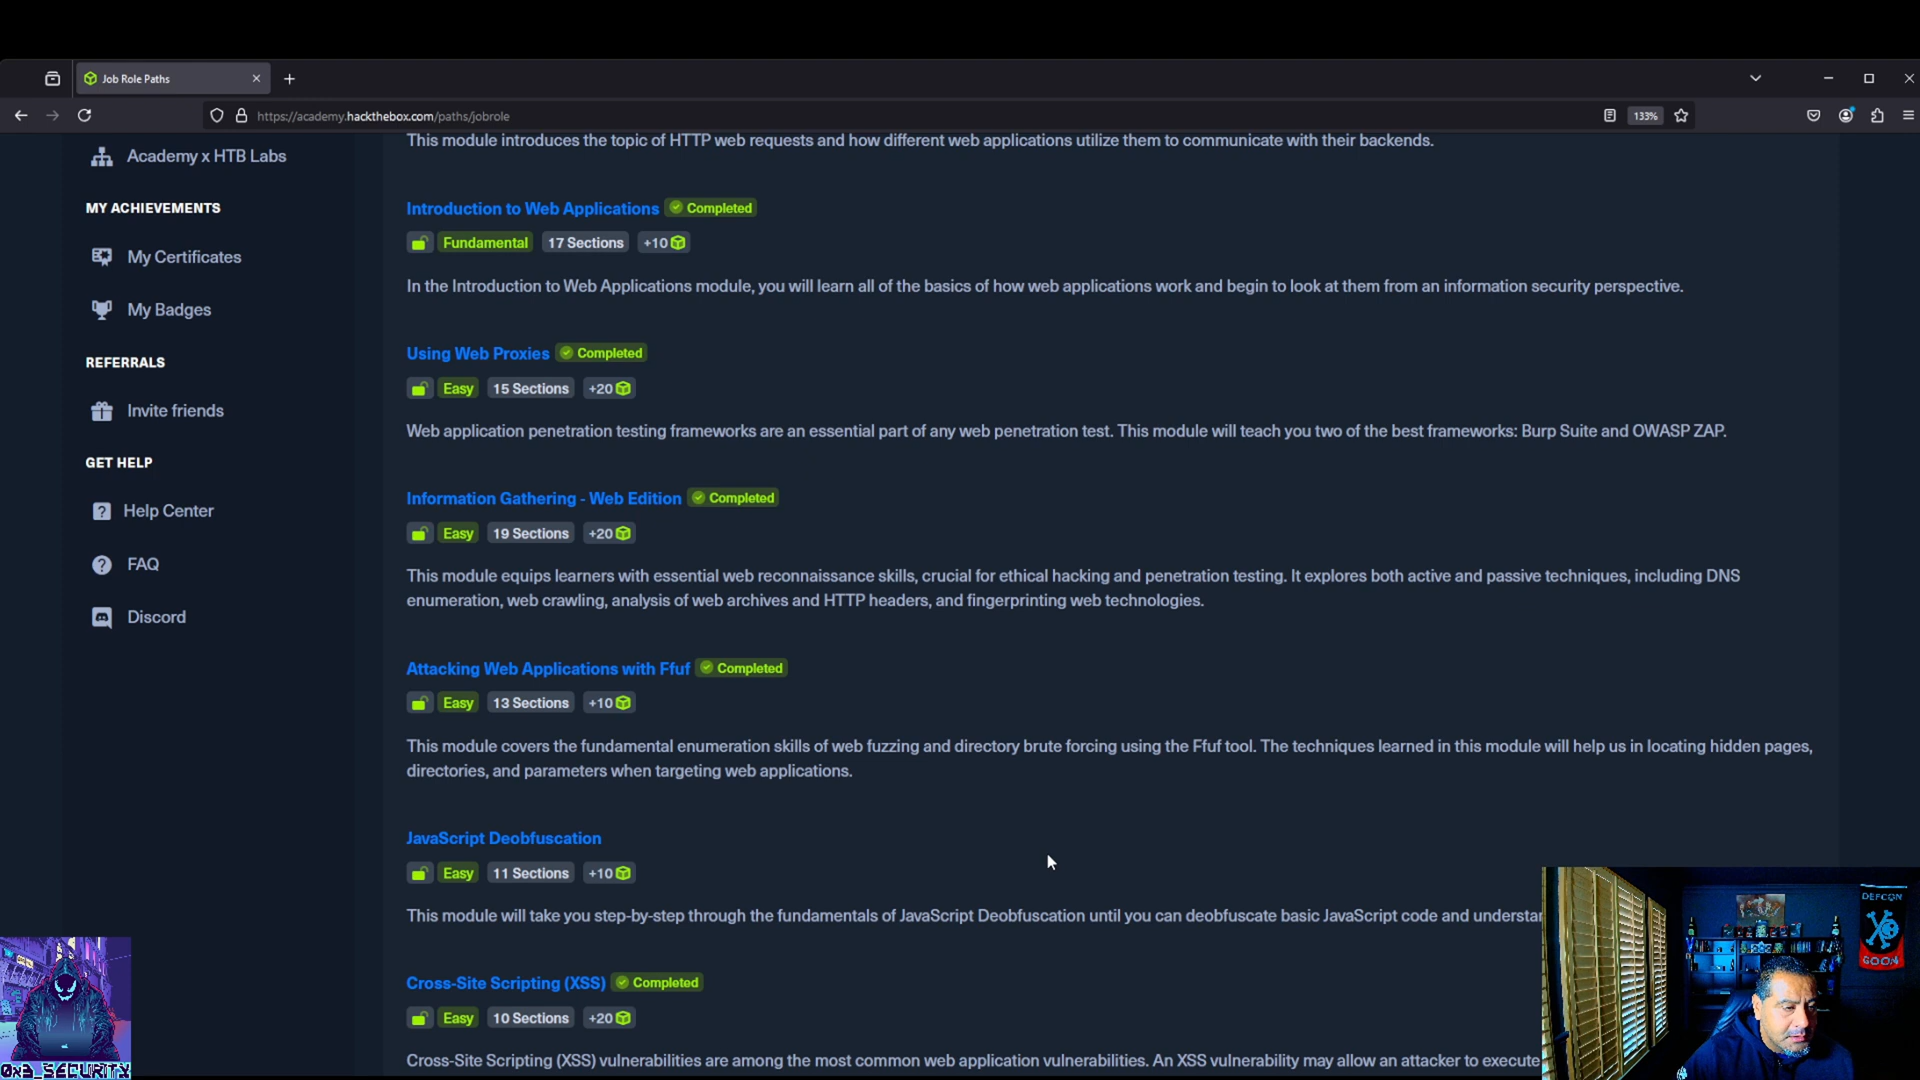 Job Role Paths
https://academy.hackthebox.com/paths/jobrole
133%
Academy x HTB Labs
MY ACHIEVEMENTS
My Certificates
My Badges
REFERRALS
Invite friends
GET HELP
Help Center
FAQ
Discord
This module introduces the topic of HTTP web requests and how different web applications utilize them to communicate with their backends.
Introduction to Web Applications Completed
Fundamental 17 Sections +10
In the Introduction to Web Applications module, you will learn all of the basics of how web applications work and begin to look at them from an information security perspective.
Using Web Proxies Completed
Easy 15 Sections +20
Web application penetration testing frameworks are an essential part of any web penetration test. This module will teach you two of the best frameworks: Burp Suite and OWASP ZAP.
Information Gathering - Web Edition Completed
Easy 19 Sections +20
This module equips learners with essential web reconnaissance skills, crucial for ethical hacking and penetration testing. It explores both active and passive techniques, including DNS
enumeration, web crawling, analysis of web archives and HTTP headers, and fingerprinting web technologies.
Attacking Web Applications with Ffuf Completed
Easy 13 Sections +10
This module covers the fundamental enumeration skills of web fuzzing and directory brute forcing using the Ffuf tool. The techniques learned in this module will help us in locating hidden pages,
directories, and parameters when targeting web applications.
JavaScript Deobfuscation
Easy 11 Sections +10
This module will take you step-by-step through the fundamentals of JavaScript Deobfuscation until you can deobfuscate basic JavaScript code and
Cross-Site Scripting (XSS) Completed
Easy 10 Sections +20
Cross-Site Scripting (XSS) vulnerabilities are among the most common web application vulnerabilities. An XSS vulnerability may allow an attacker to execute
DEFCON
GOON
0x3_SECURITY